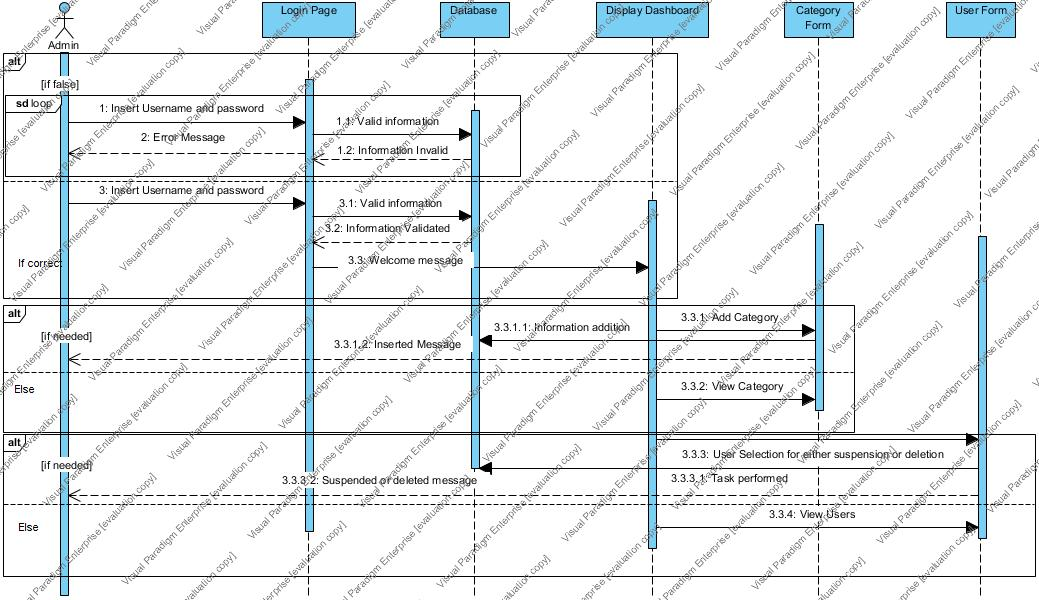 Admin
Login Page
Database
Display Dashboard
Category
Form
User Form
alt
[if false]
sd loop
1: Insert Username and password
1.1: Valid information
2: Error Message
1.2: Information Invalid
3: Insert Username and password
3.1: Valid information
3.2: Information Validated
If correct
3.3: Welcome message
alt
3.3.1: Add Category
3.3.1.1: Information addition
[if needed]
3.3.1.2: Inserted Message
Else
3.3.2: View Category
alt
3.3.3: User Selection for either suspension or deletion
[if needed]
3.3.3.1: Task performed
3.3.3.2: Suspended or deleted message
3.3.4: View Users
Else
Visual Paradigm Enterprise [evaluation copy]